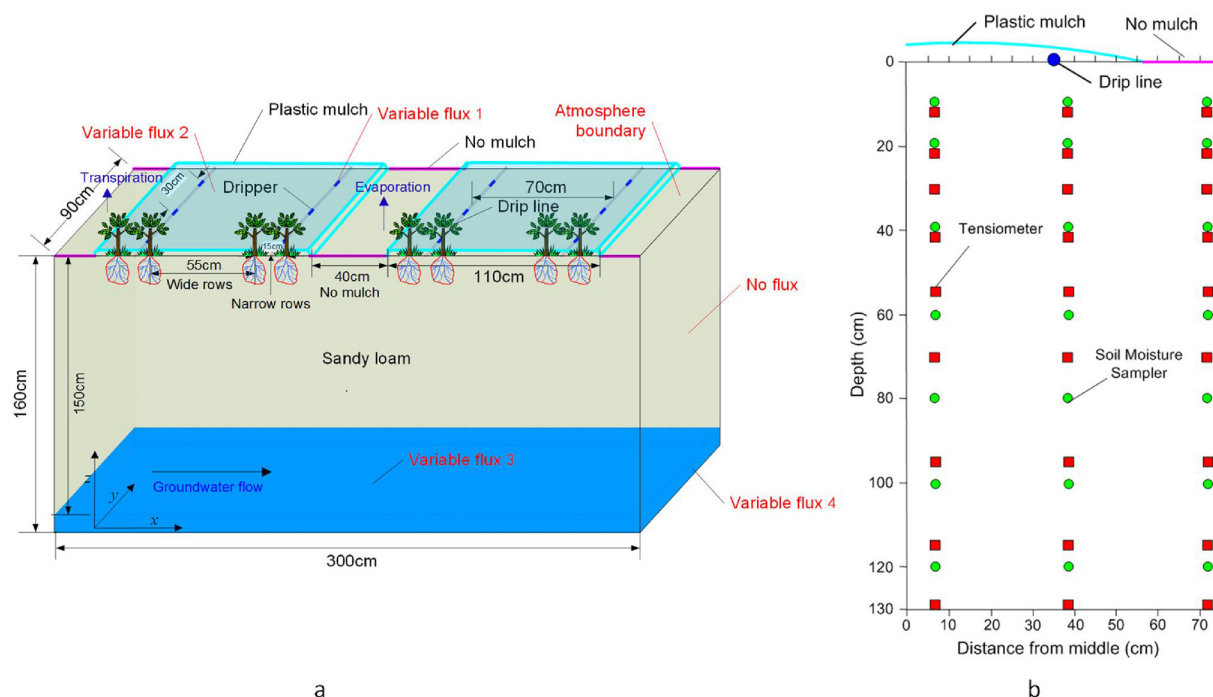 Plastic mulch
Variable flux 1
Variable flux 2
Atmosphere
boundary
No mulch
Transpiration
90cm
30cm
Dripper
Evaporation
70cm
Drip line
15cm
55cm
Wide rows
Narrow rows
40cm
No mulch
110cm
No flux
Sandy loam
160cm
150cm
z
y
x
Groundwater flow
Variable flux 3
Variable flux 4
300cm
a
Plastic mulch
No mulch
Drip line
0
20
40
60
80
100
120
130
Depth (cm)
Tensiometer
Soil Moisture
Sampler
0 10 20 30 40 50 60 70
Distance from middle (cm)
b